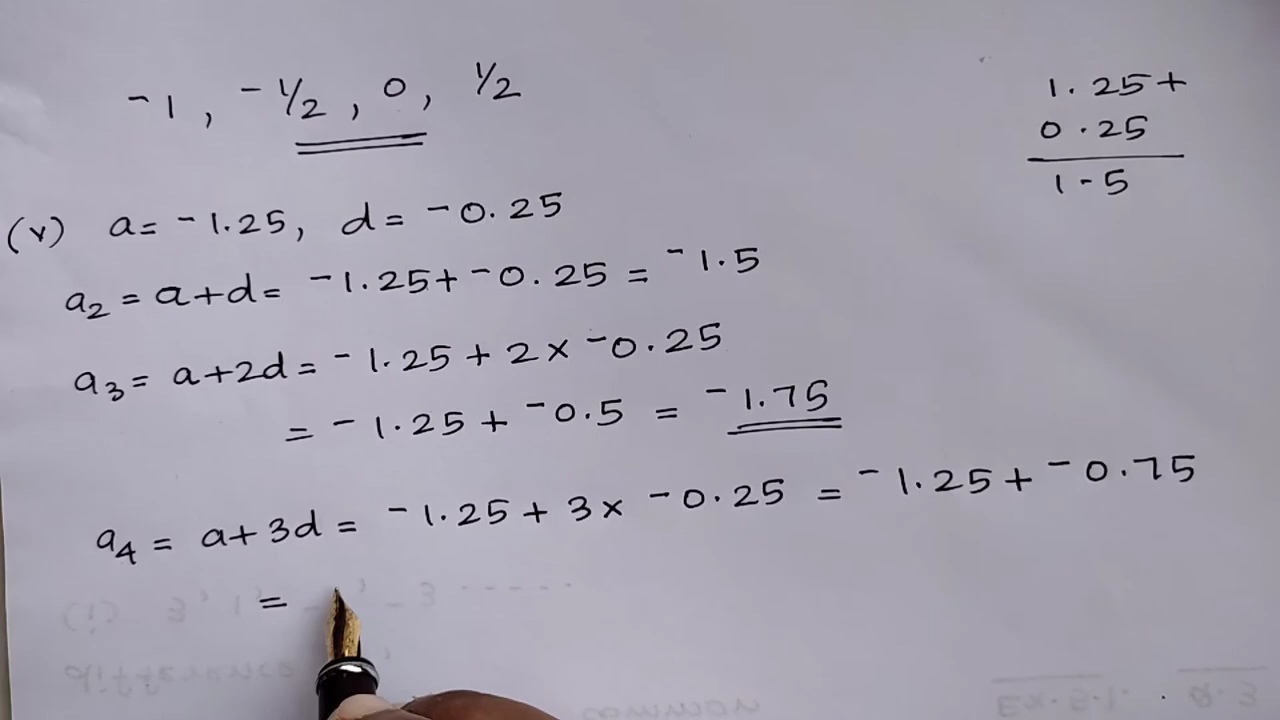 -1, -1/2, 0, 1/2
1.25+
0.25
1-5
(v) a= -1.25, d= -0.25
a2 = a+d= -1.25+ -0.25 = -1.5
a3= a+2d= -1.25 + 2x -0.25
= -1.25 + -0.5 = -1.75
a4 = a+3d = -1.25 + 3x -0.25 = -1.25 + -0.75
=